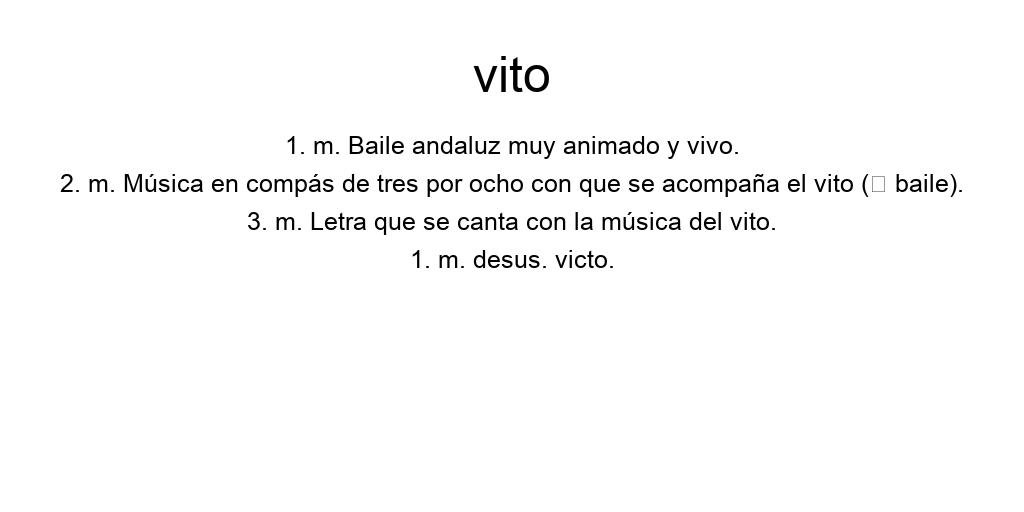 vito
1. m. Baile andaluz muy animado y vivo.
2. m. Música en compás de tres por ocho con que se acompaña el vito (□ baile).
3. m. Letra que se canta con la música del vito.
1. m. desus. victo.